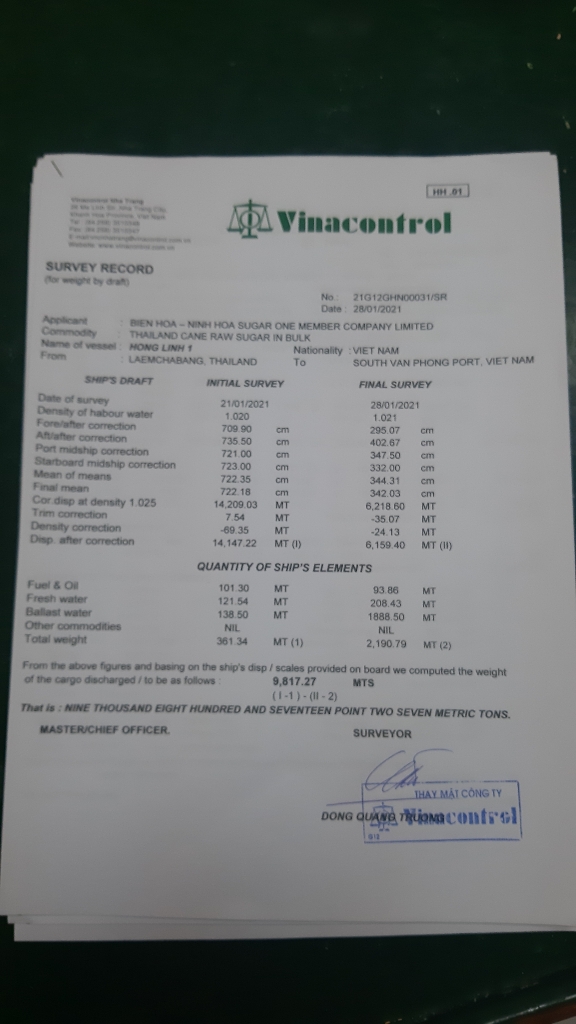 HH .01
Vinacontrol Nha Trang
Vinacontrol
SURVEY RECORD
(for weight by draft)
No.: 21G12GHN00031/SR
Date : 28/01/2021
Applicant : BIEN HOA – NINH HOA SUGAR ONE MEMBER COMPANY LIMITED
Commodity : THAILAND CANE RAW SUGAR IN BULK
Name of vessel : HONG LINH 1 Nationality : VIET NAM
From : LAEMCHABANG, THAILAND To SOUTH VAN PHONG PORT, VIET NAM
SHIP'S DRAFT INITIAL SURVEY FINAL SURVEY
Date of survey 21/01/2021 28/01/2021
Density of habour water 1.020 1.021
Fore/after correction 709.90 cm 295.07 cm
Aft/after correction 735.50 cm 402.67 cm
Port midship correction 721.00 cm 347.50 cm
Starboard midship correction 723.00 cm 332.00 cm
Mean of means 722.35 cm 344.31 cm
Final mean 722.18 cm 342.03 cm
Cor.disp at density 1.025 14,209.03 MT 6,218.60 MT
Trim correction 7.54 MT -35.07 MT
Density correction -69.35 MT -24.13 MT
Disp. after correction 14,147.22 MT (I) 6,159.40 MT (II)
QUANTITY OF SHIP'S ELEMENTS
Fuel & Oil 101.30 MT 93.86 MT
Fresh water 121.54 MT 208.43 MT
Ballast water 138.50 MT 1888.50 MT
Other commodities NIL NIL
Total weight 361.34 MT (1) 2,190.79 MT (2)
From the above figures and basing on the ship's disp / scales provided on board we computed the weight
of the cargo discharged / to be as follows : 9,817.27 MTS
( I -1 ) - (II - 2)
That is : NINE THOUSAND EIGHT HUNDRED AND SEVENTEEN POINT TWO SEVEN METRIC TONS.
MASTER/CHIEF OFFICER. SURVEYOR
THAY MẶT CÔNG TY
DONG QUANG TRUONG
Vinacontrol
G12